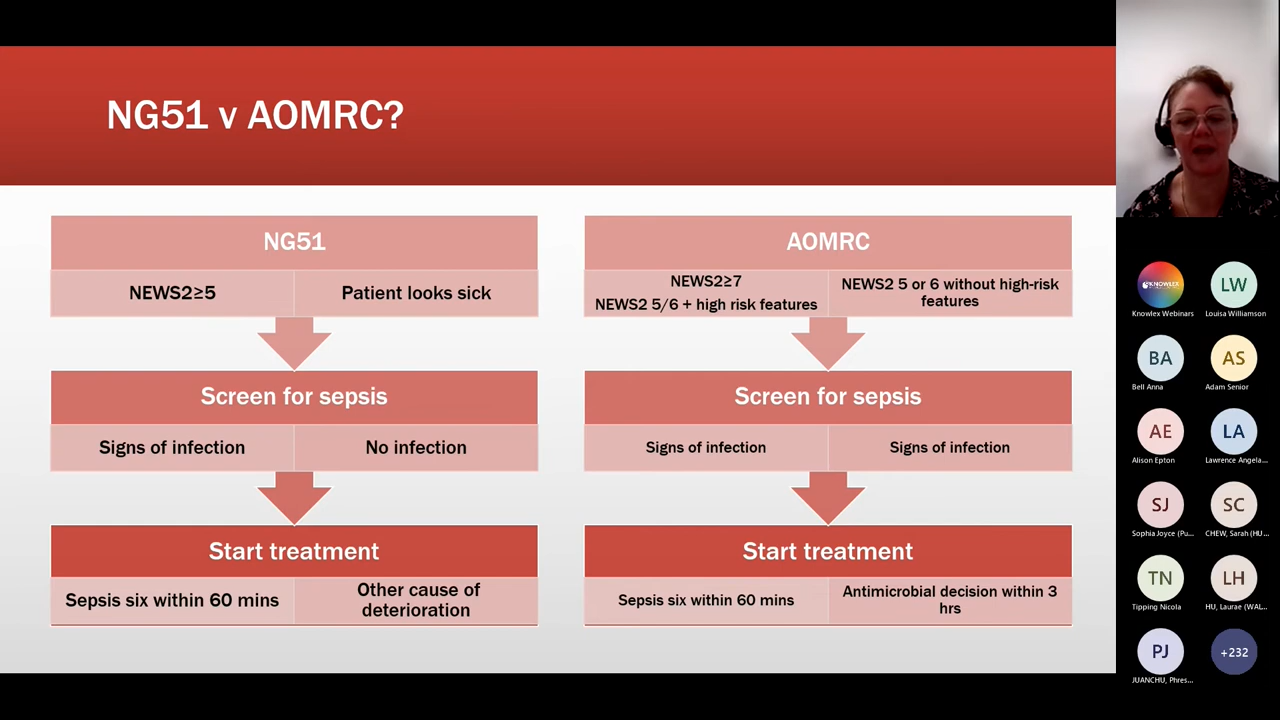 NG51 v AOMRC?
NG51
NEWS2≥5
Patient looks sick
Screen for sepsis
Signs of infection
No infection
Start treatment
Sepsis six within 60 mins
Other cause of
deterioration
AOMRC
NEWS2≥7
NEWS2 5/6 + high risk features
NEWS2 5 or 6 without high-risk
features
Screen for sepsis
Signs of infection
Signs of infection
Start treatment
Sepsis six within 60 mins
Antimicrobial decision within 3
hrs
KNOWLEX
Knowlex Webinars
LW
Louisa Williamson
BA
Bell Anna
AS
Adam Senior
AE
Alison Epton
LA
Lawrence Angela...
SJ
Sophia Joyce (Pu...
SC
CHEW, Sarah (HU...
TN
Tipping Nicola
LH
HU, Laurae (WAL...
PJ
JUANCHU, Phres...
+232